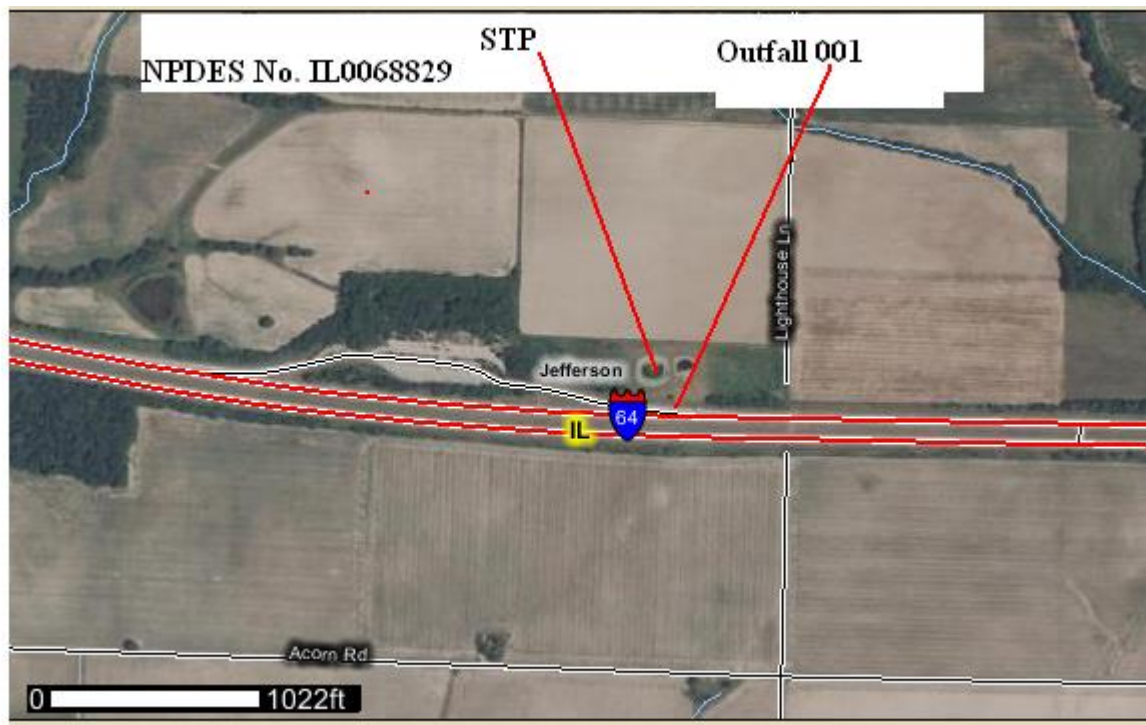 STP
Outfall 001
NPDES No. IL0068829
Lighthouse Ln
Jefferson
64
IL
Acorn Rd
0 1022ft